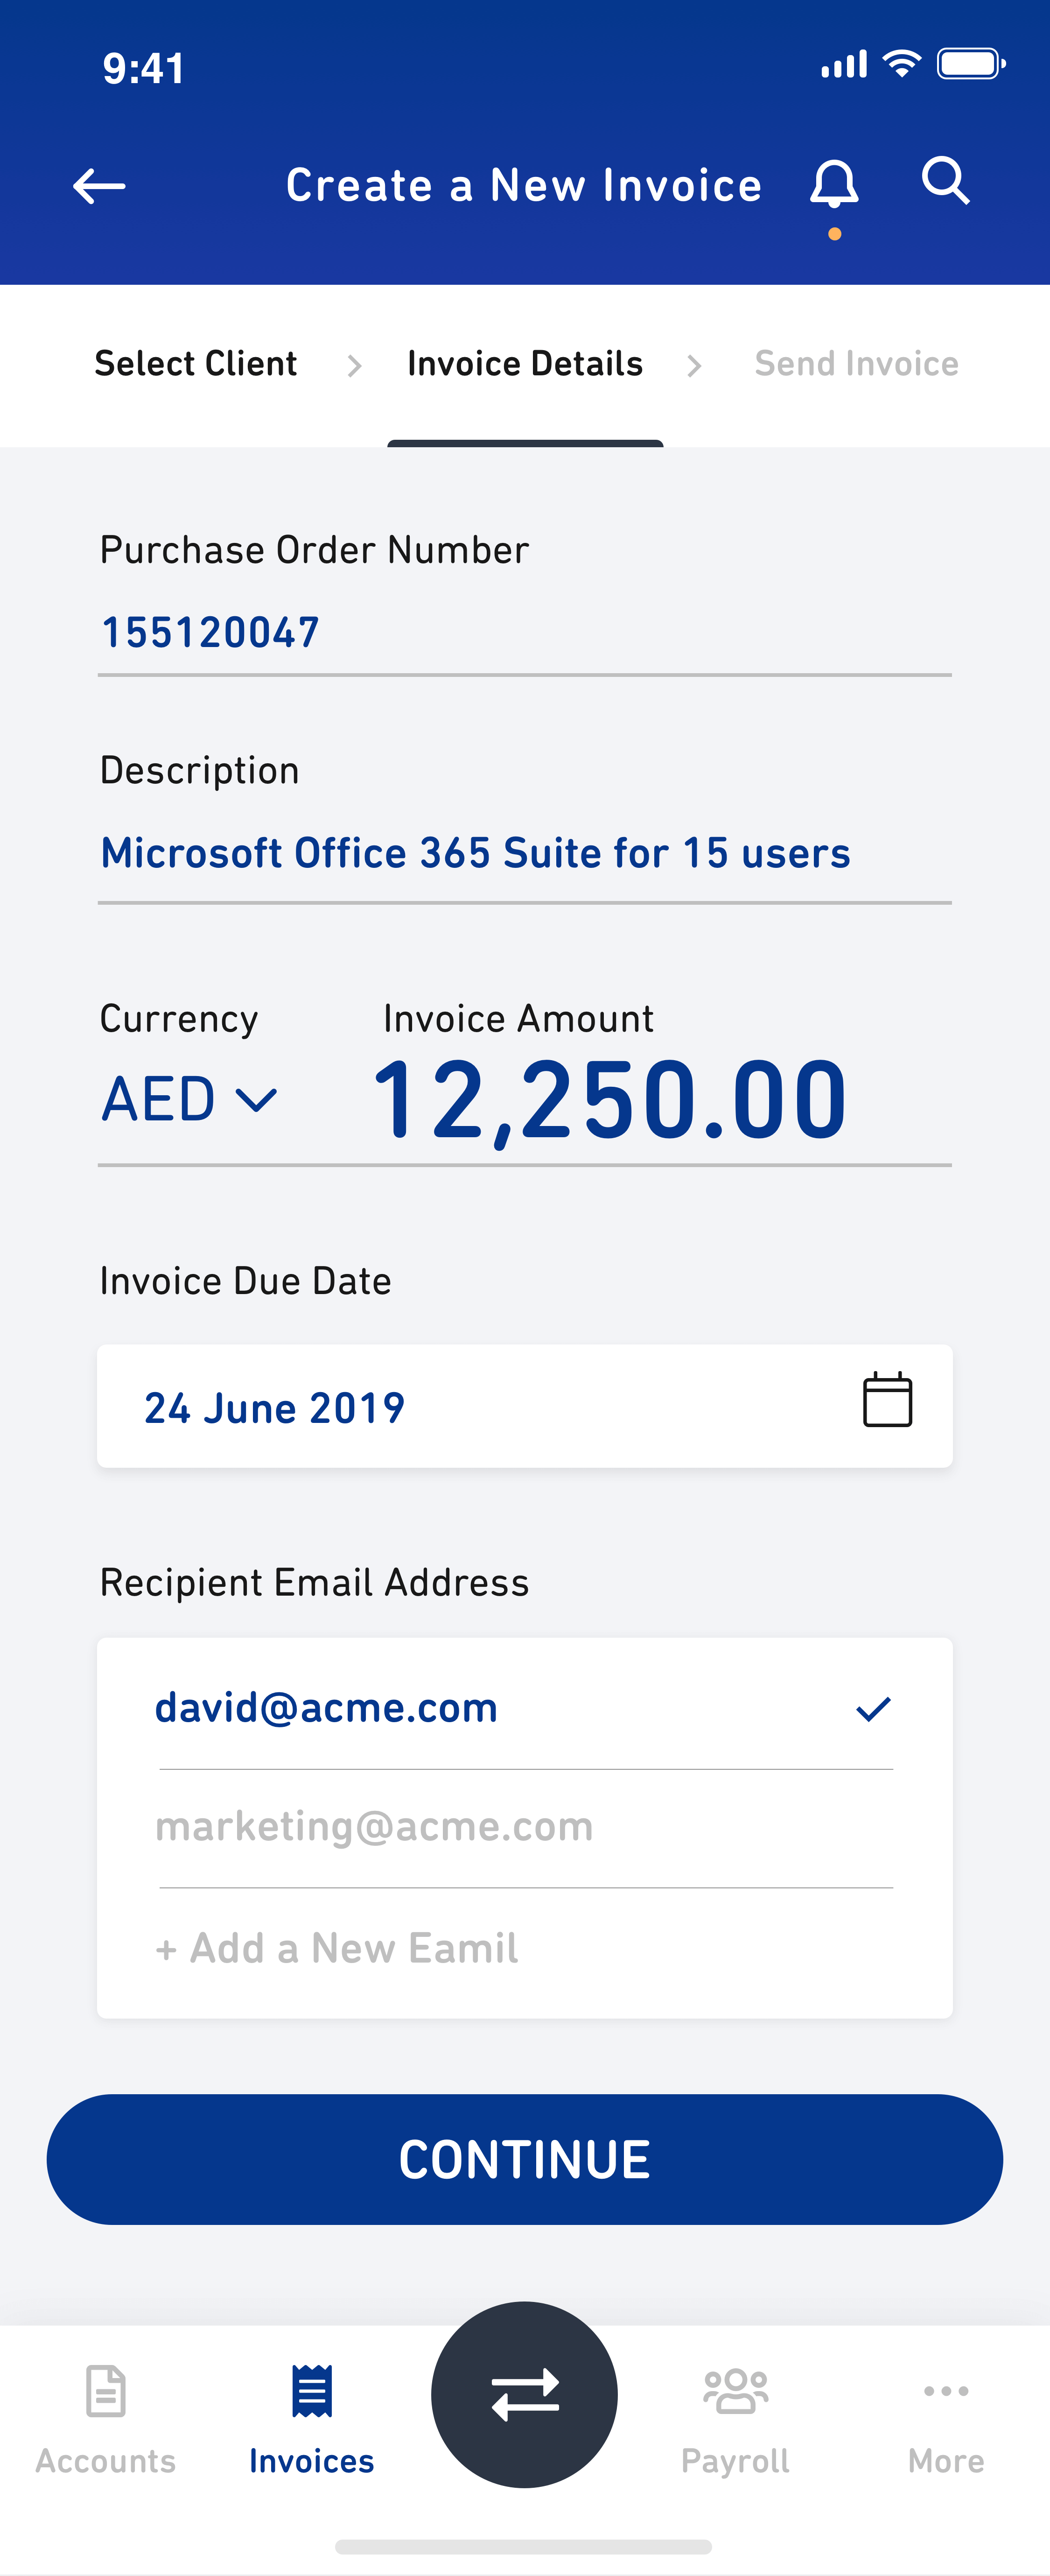 9:41
Create a New Invoice
Select Client > Invoice Details > Send Invoice
Purchase Order Number
155120047
Description
Microsoft Office 365 Suite for 15 users
Currency Invoice Amount
AED 12,250.00
Invoice Due Date
24 June 2019
Recipient Email Address
david@acme.com
marketing@acme.com
+ Add a New Eamil
CONTINUE
Accounts Invoices Payroll More